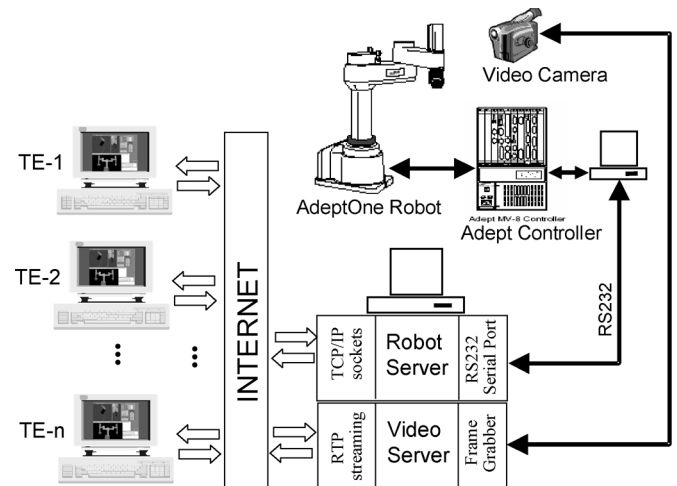 Video Camera
TE-1
AdeptOne Robot
Adept MV-8 Controller
Adept Controller
TE-2
INTERNET
RS232
TCP/IP
sockets
Robot
Server
RS232
Serial Port
TE-n
RTP
streaming
Video
Server
Frame
Grabber